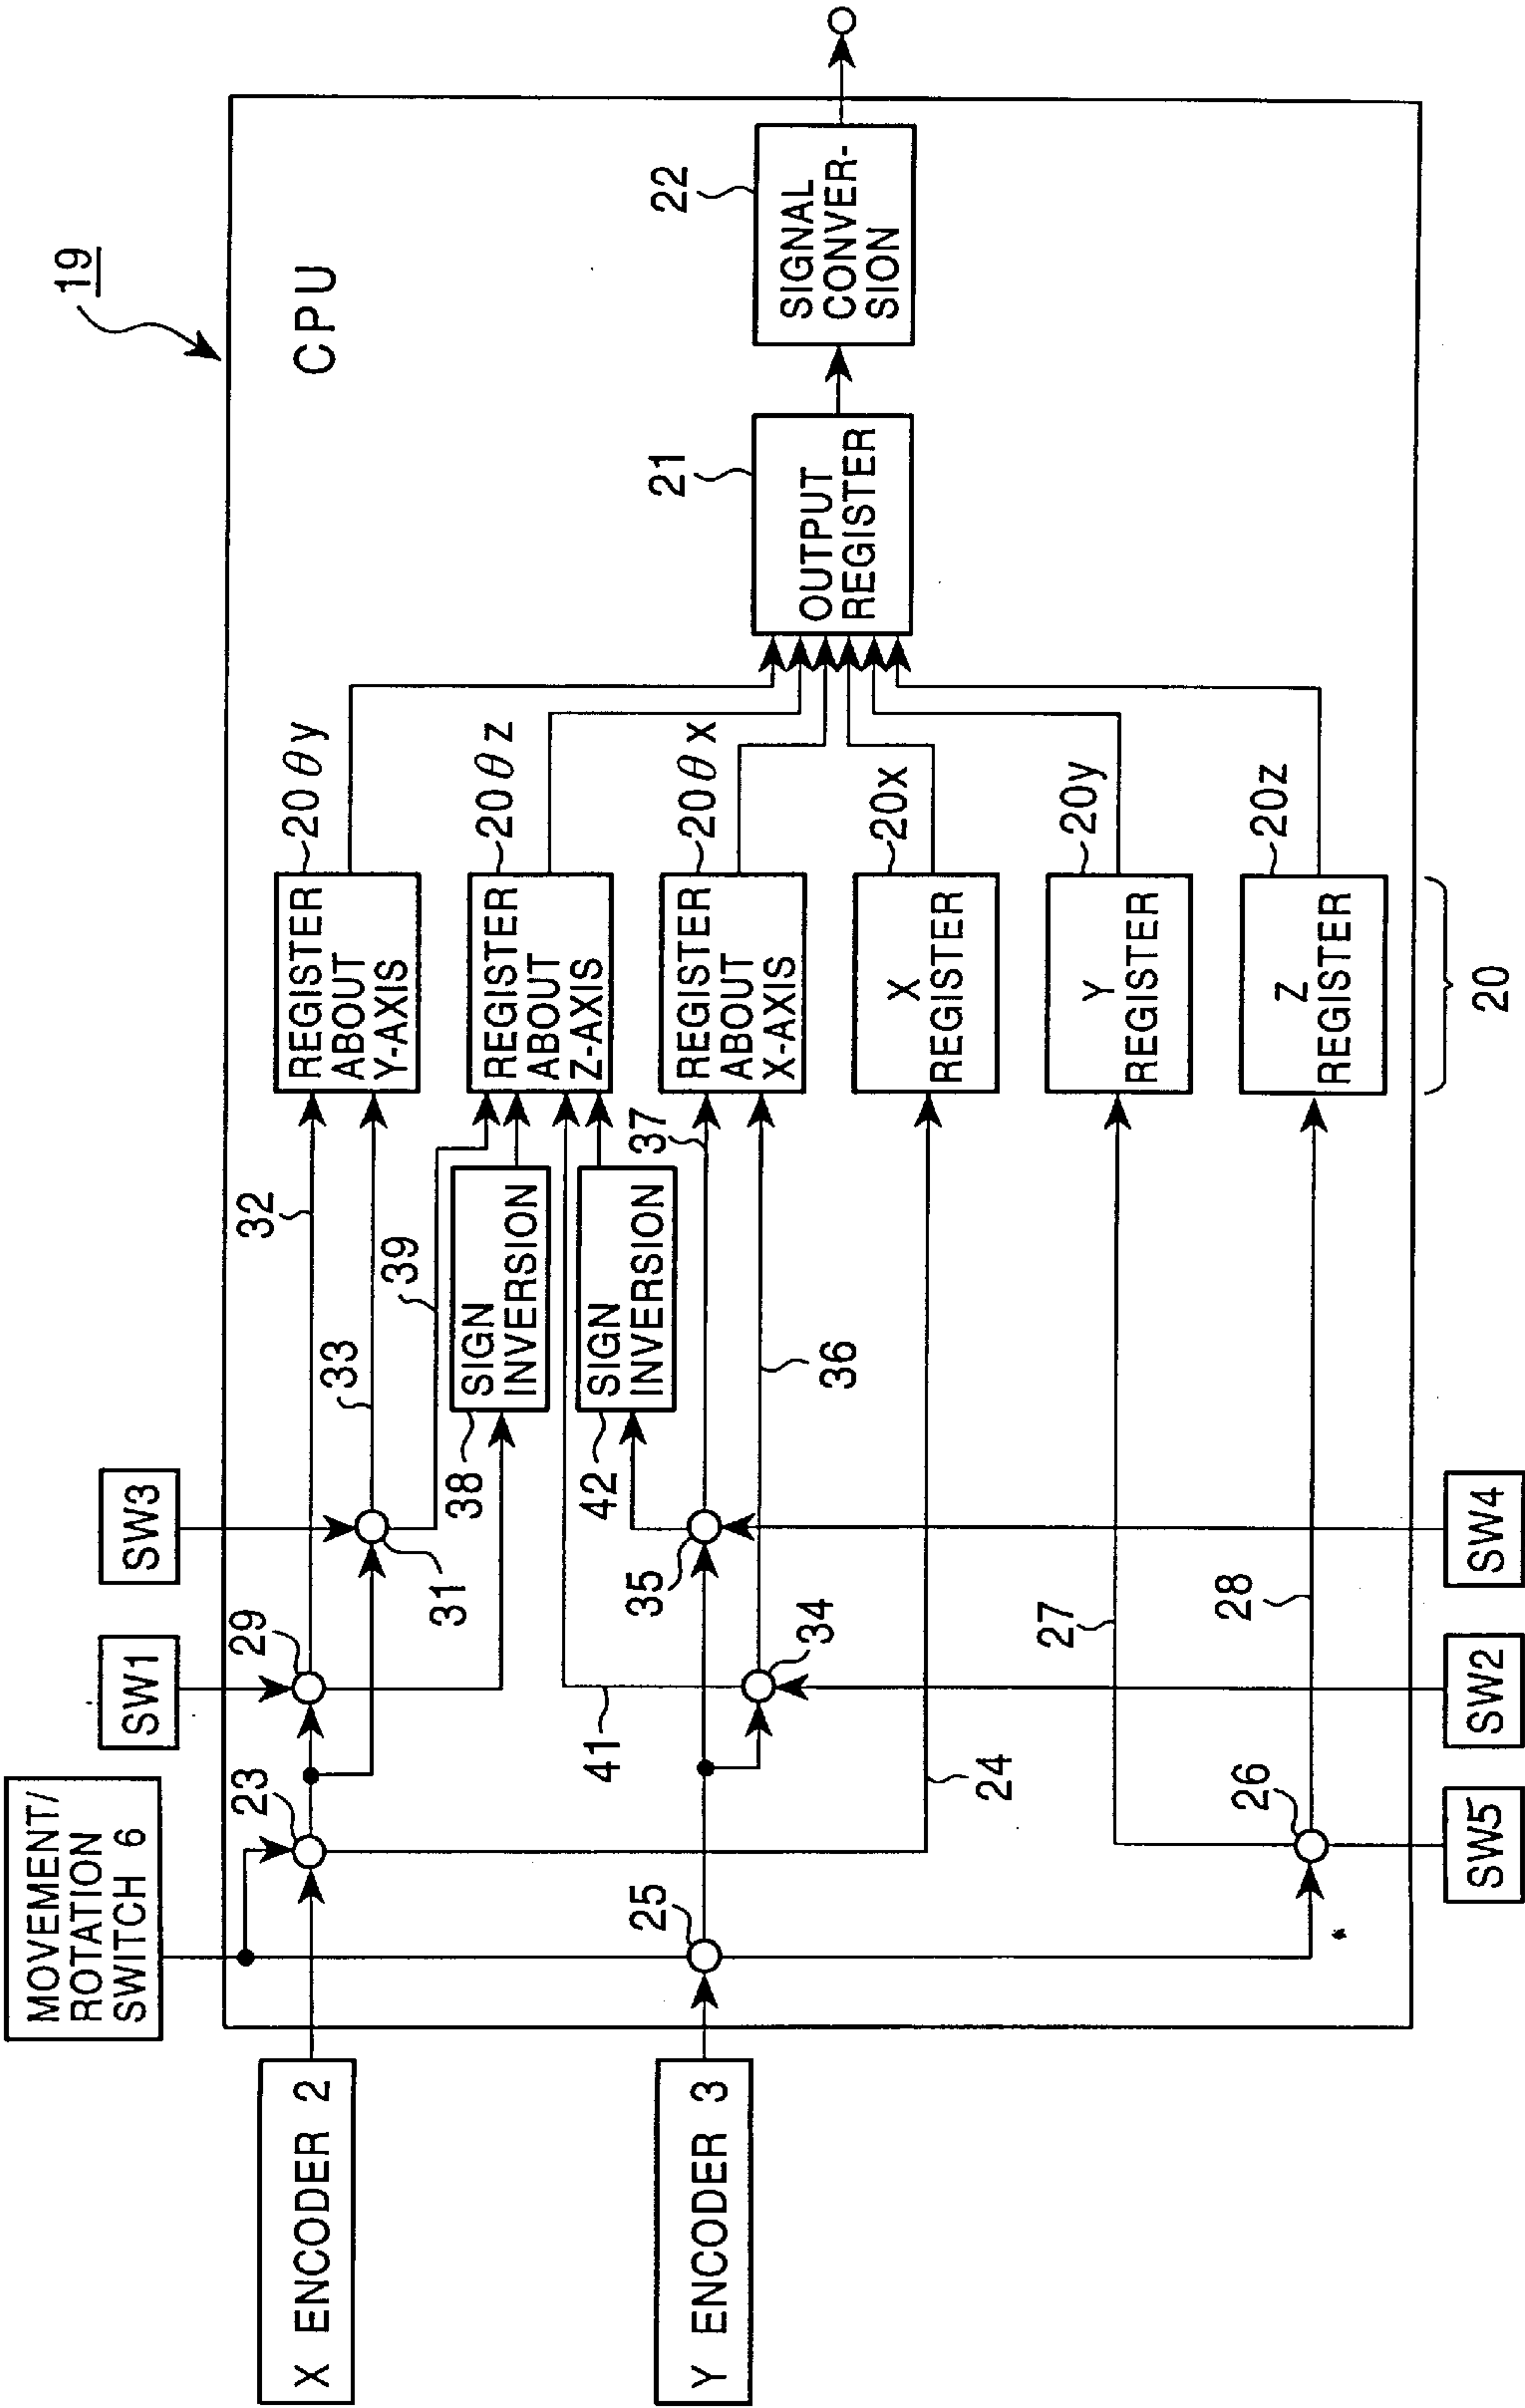 19
CPU
MOVEMENT/
ROTATION
SWITCH 6
SW1
SW3
X ENCODER 2
Y ENCODER 3
23
29
31
32
33
39
38
SIGN
INVERSION
42
SIGN
INVERSION
37
36
35
34
41
25
24
27
26
28
REGISTER
ABOUT
Y-AXIS
20θy
REGISTER
ABOUT
Z-AXIS
20θz
REGISTER
ABOUT
X-AXIS
20θx
X
REGISTER
20x
Y
REGISTER
20y
Z
REGISTER
20z
20
OUTPUT
REGISTER
21
SIGNAL
CONVER-
SION
22
SW5
SW2
SW4